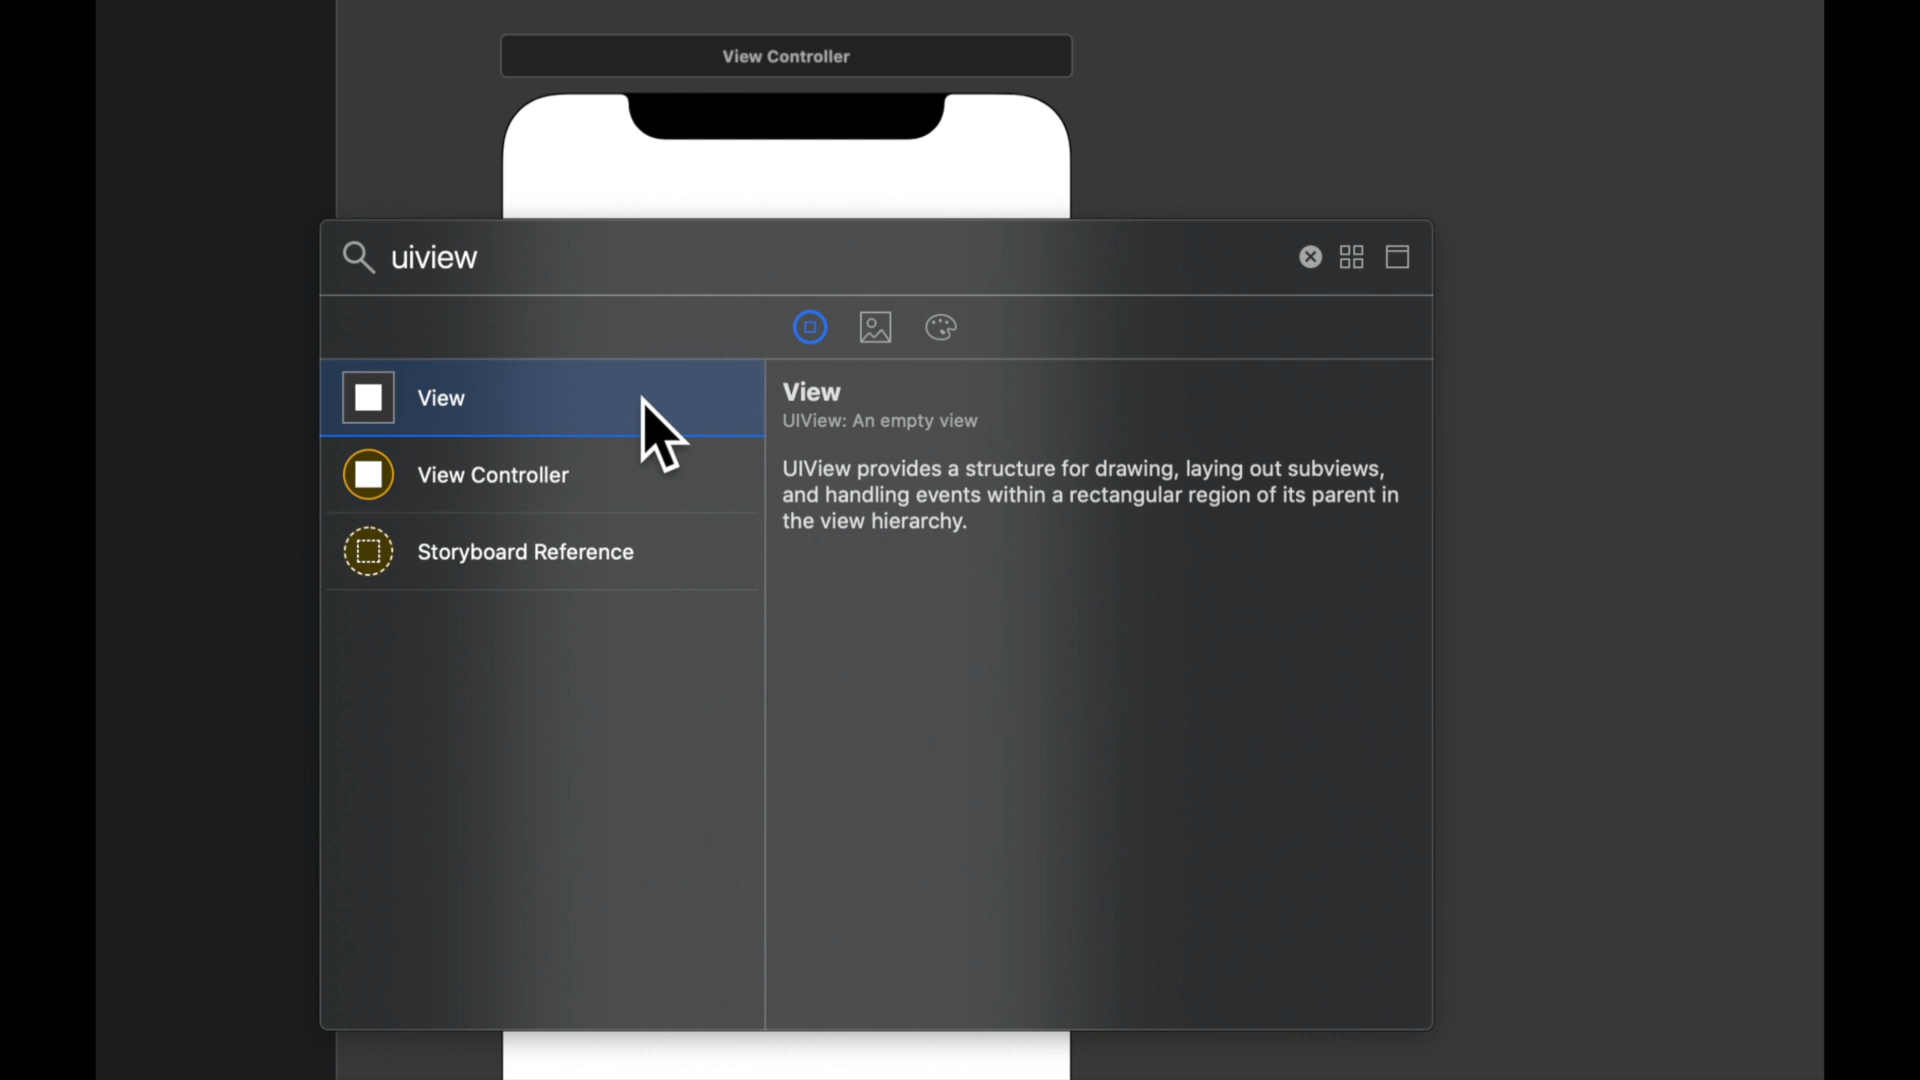 View Controller
uiview
View
View Controller
Storyboard Reference
View
UIView: An empty view
UIView provides a structure for drawing, laying out subviews,
and handling events within a rectangular region of its parent in
the view hierarchy.